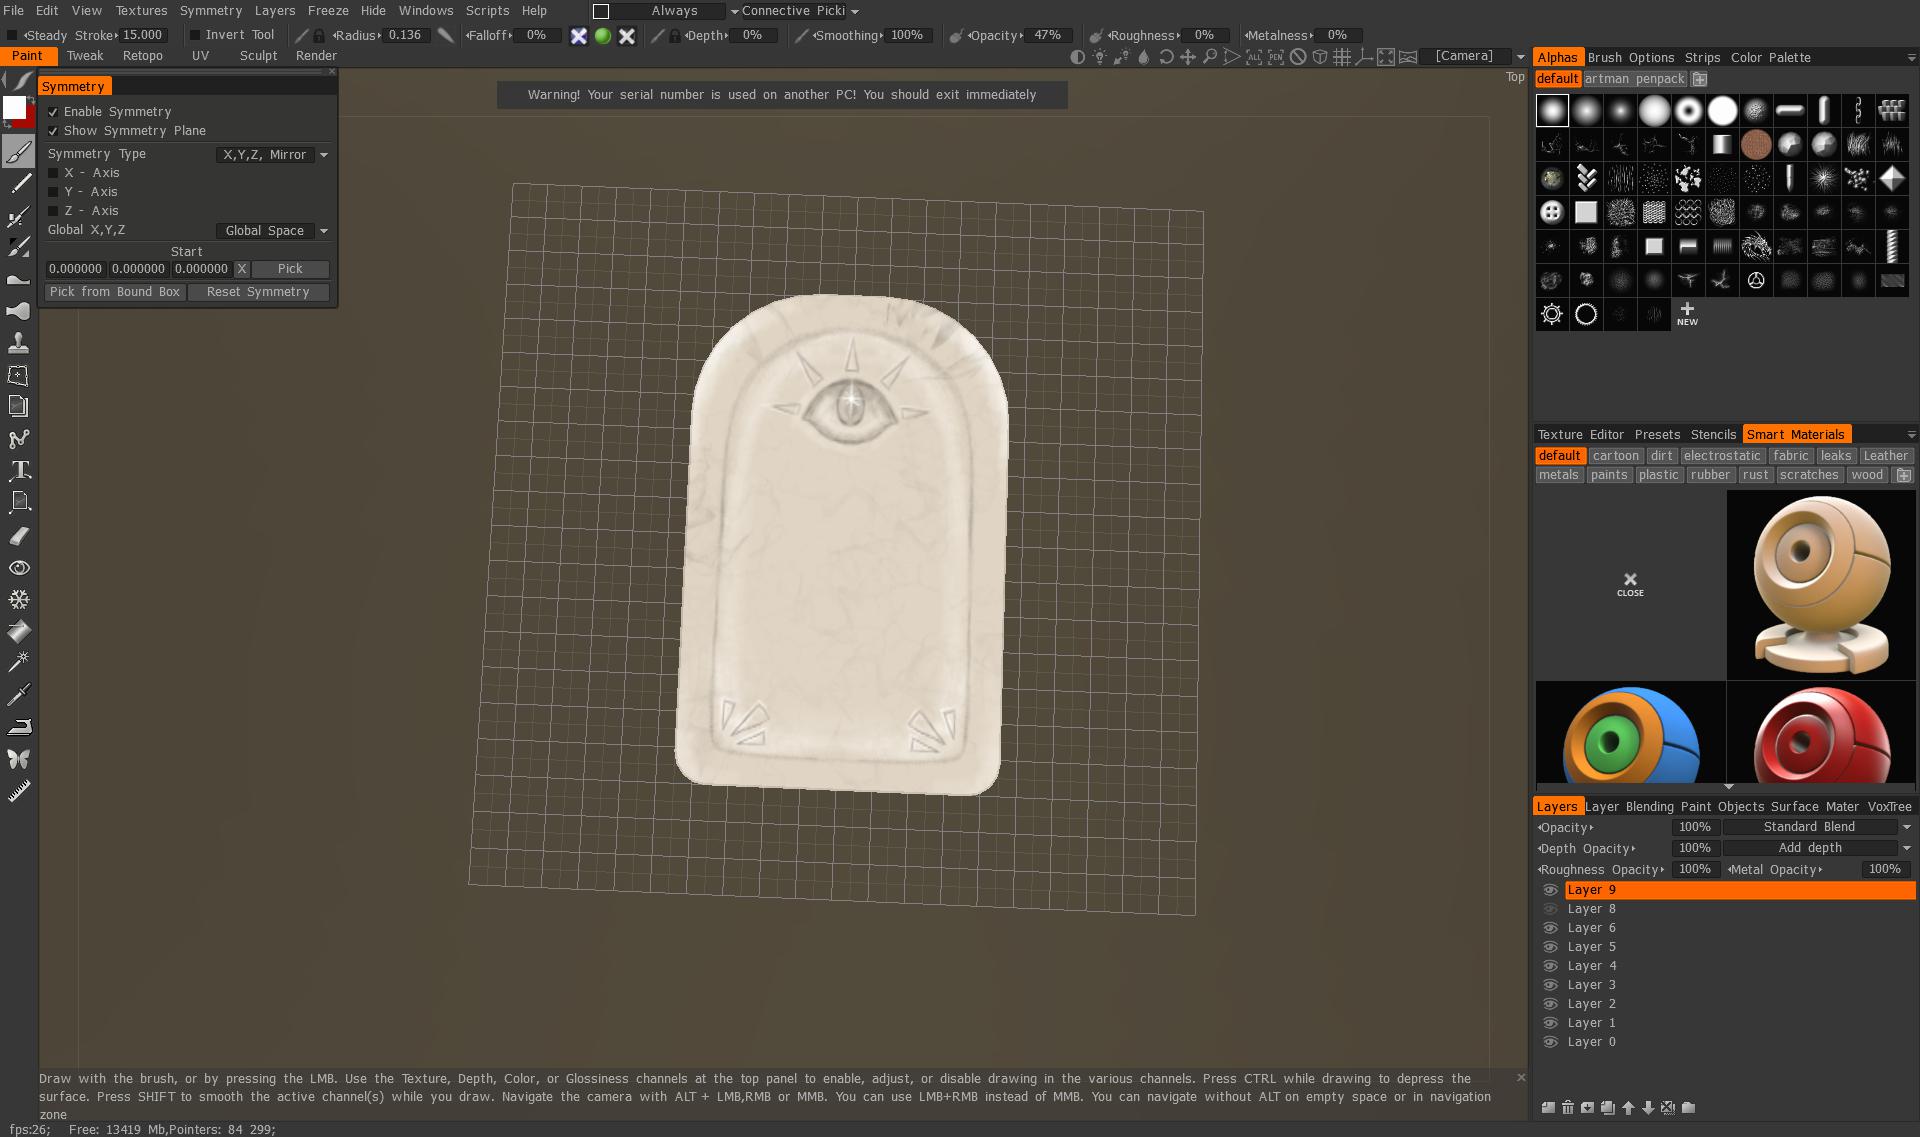 File Edit View Textures Symmetry Layers Freeze Hide Windows Scripts Help Always Connective Picki
Steady Stroke 15.000 Invert Tool Radius 0.136 Falloff 0% Depth 0% Smoothing 100% Opacity 47% Roughness 0% Metalness 0%
Paint Tweak Retopo UV Sculpt Render ALL PEN [Camera]
Top
Warning! Your serial number is used on another PC! You should exit immediately
Symmetry
Enable Symmetry
Show Symmetry Plane
Symmetry Type X,Y,Z, Mirror
X - Axis
Y - Axis
Z - Axis
Global X,Y,Z Global Space
Start
0.000000 0.000000 0.000000 X Pick
Pick from Bound Box Reset Symmetry
Alphas Brush Options Strips Color Palette
default artman penpack
NEW
Texture Editor Presets Stencils Smart Materials
default cartoon dirt electrostatic fabric leaks Leather
metals paints plastic rubber rust scratches wood
CLOSE
Layers Layer Blending Paint Objects Surface Mater VoxTree
Opacity 100% Standard Blend
Depth Opacity 100% Add depth
Roughness Opacity 100% Metal Opacity 100%
Layer 9
Layer 8
Layer 6
Layer 5
Layer 4
Layer 3
Layer 2
Layer 1
Layer 0
Draw with the brush, or by pressing the LMB. Use the Texture, Depth, Color, or Glossiness channels at the top panel to enable, adjust, or disable drawing in the various channels. Press CTRL while drawing to depress the
surface. Press SHIFT to smooth the active channel(s) while you draw. Navigate the camera with ALT + LMB,RMB or MMB. You can use LMB+RMB instead of MMB. You can navigate without ALT on empty space or in navigation
zone
fps:26; Free: 13419 Mb,Pointers: 84 299;